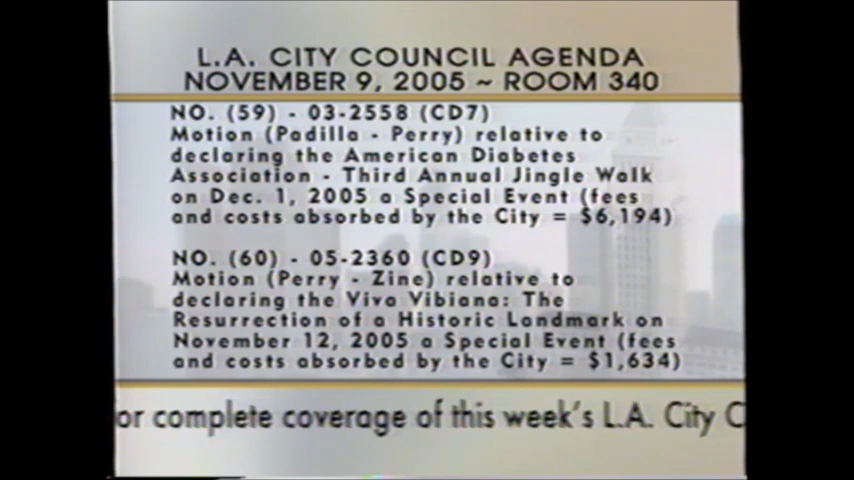 L.A. CITY COUNCIL AGENDA
NOVEMBER 9, 2005 ~ ROOM 340
NO. (59) - 03-2558 (CD7)
Motion (Padilla - Perry) relative to
declaring the American Diabetes
Association - Third Annual Jingle Walk
on Dec. 1, 2005 a Special Event (fees
and costs absorbed by the City = $6,194)
NO. (60) - 05-2360 (CD9)
Motion (Perry - Zine) relative to
declaring the Viva Vibiana: The
Resurrection of a Historic Landmark on
November 12, 2005 a Special Event (fees
and costs absorbed by the City = $1,634)
or complete coverage of this week's L.A. City C